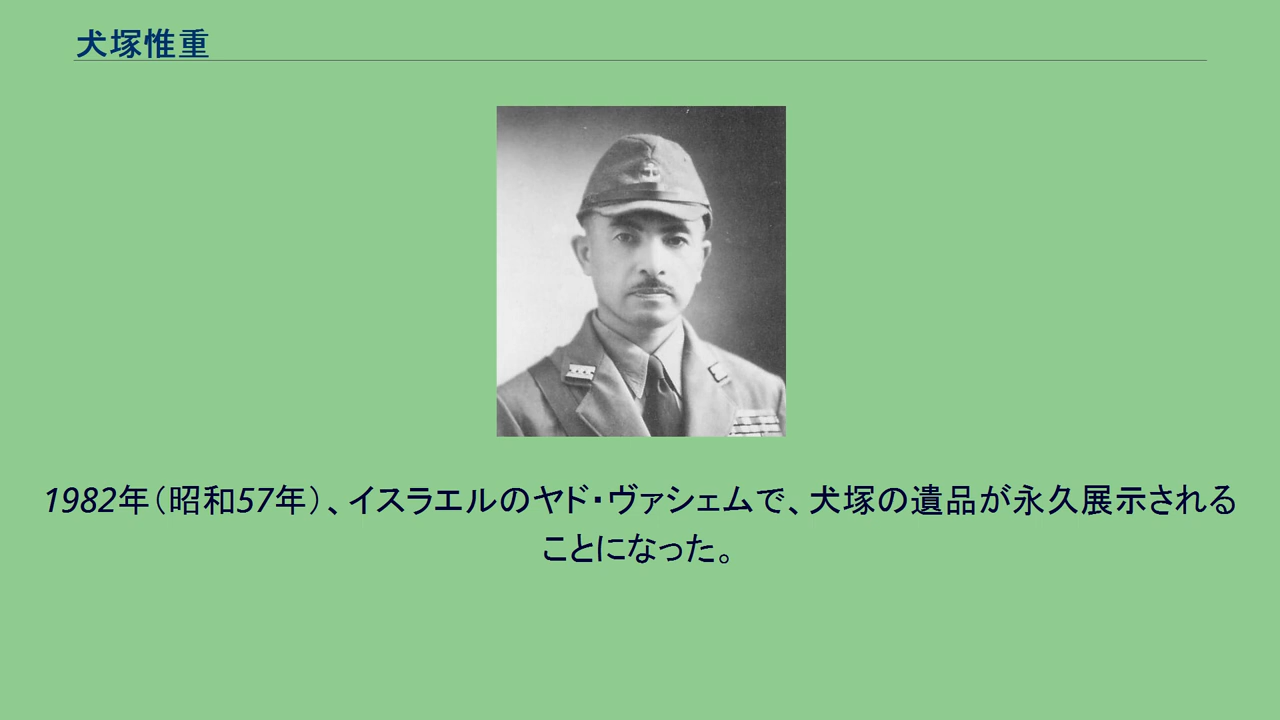 犬塚惟重
1982年（昭和57年）、イスラエルのヤド・ヴァシェムで、犬塚の遺品が永久展示される
ことになった。